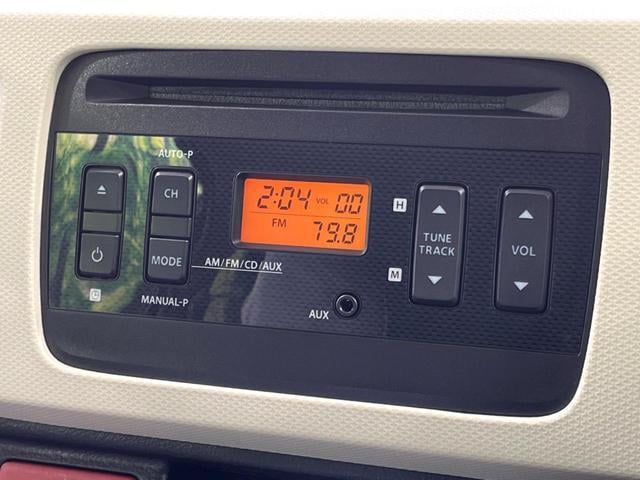 AUTO-P
CH
2:04 VOL 00
FM 79.8
H
TUNE
TRACK
VOL
MODE
AM/FM/CD/AUX
M
MANUAL-P
AUX